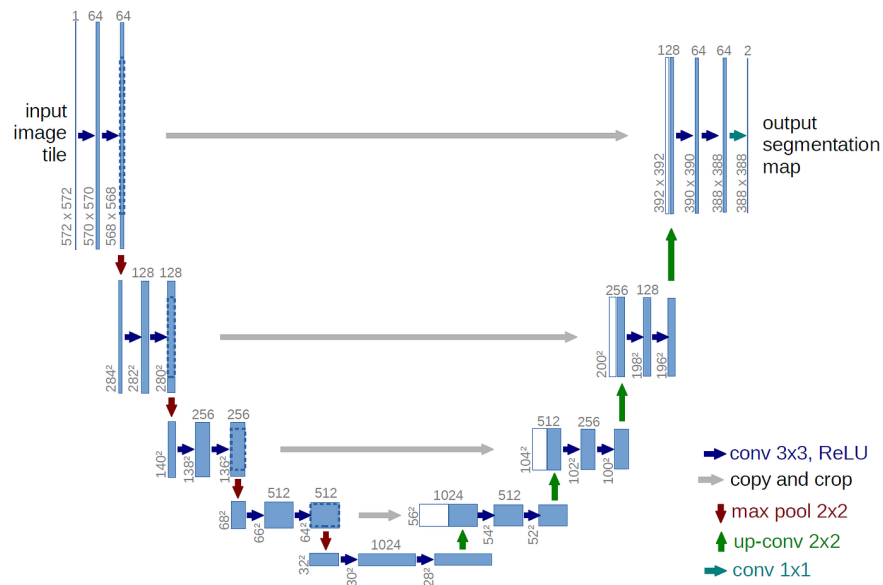 1 64 64
128 64 64 2
input
image
tile
output
segmentation
map
572 x 572
570 x 570
568 x 568
392 x 392
390 x 390
388 x 388
388 x 388
128 128
256 128
284²
282²
280²
200²
198²
196²
256 256
512 256
140²
138²
136²
104²
102²
100²
512 512
1024 512
68²
66²
64²
56²
54²
52²
1024
32²
30²
28²
conv 3x3, ReLU
copy and crop
max pool 2x2
up-conv 2x2
conv 1x1